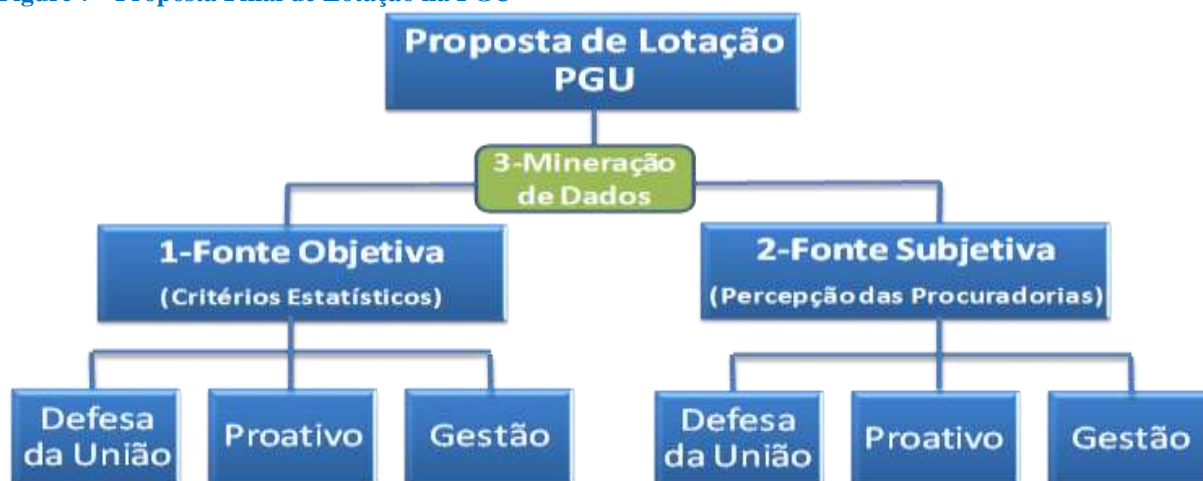 Proposta de Lotação
PGU
3-Mineração
de Dados
1-Fonte Objetiva
(Critérios Estatísticos)
2-Fonte Subjetiva
(Percepção das Procuradorias)
Defesa
da União
Proativo
Gestão
Defesa
da União
Proativo
Gestão